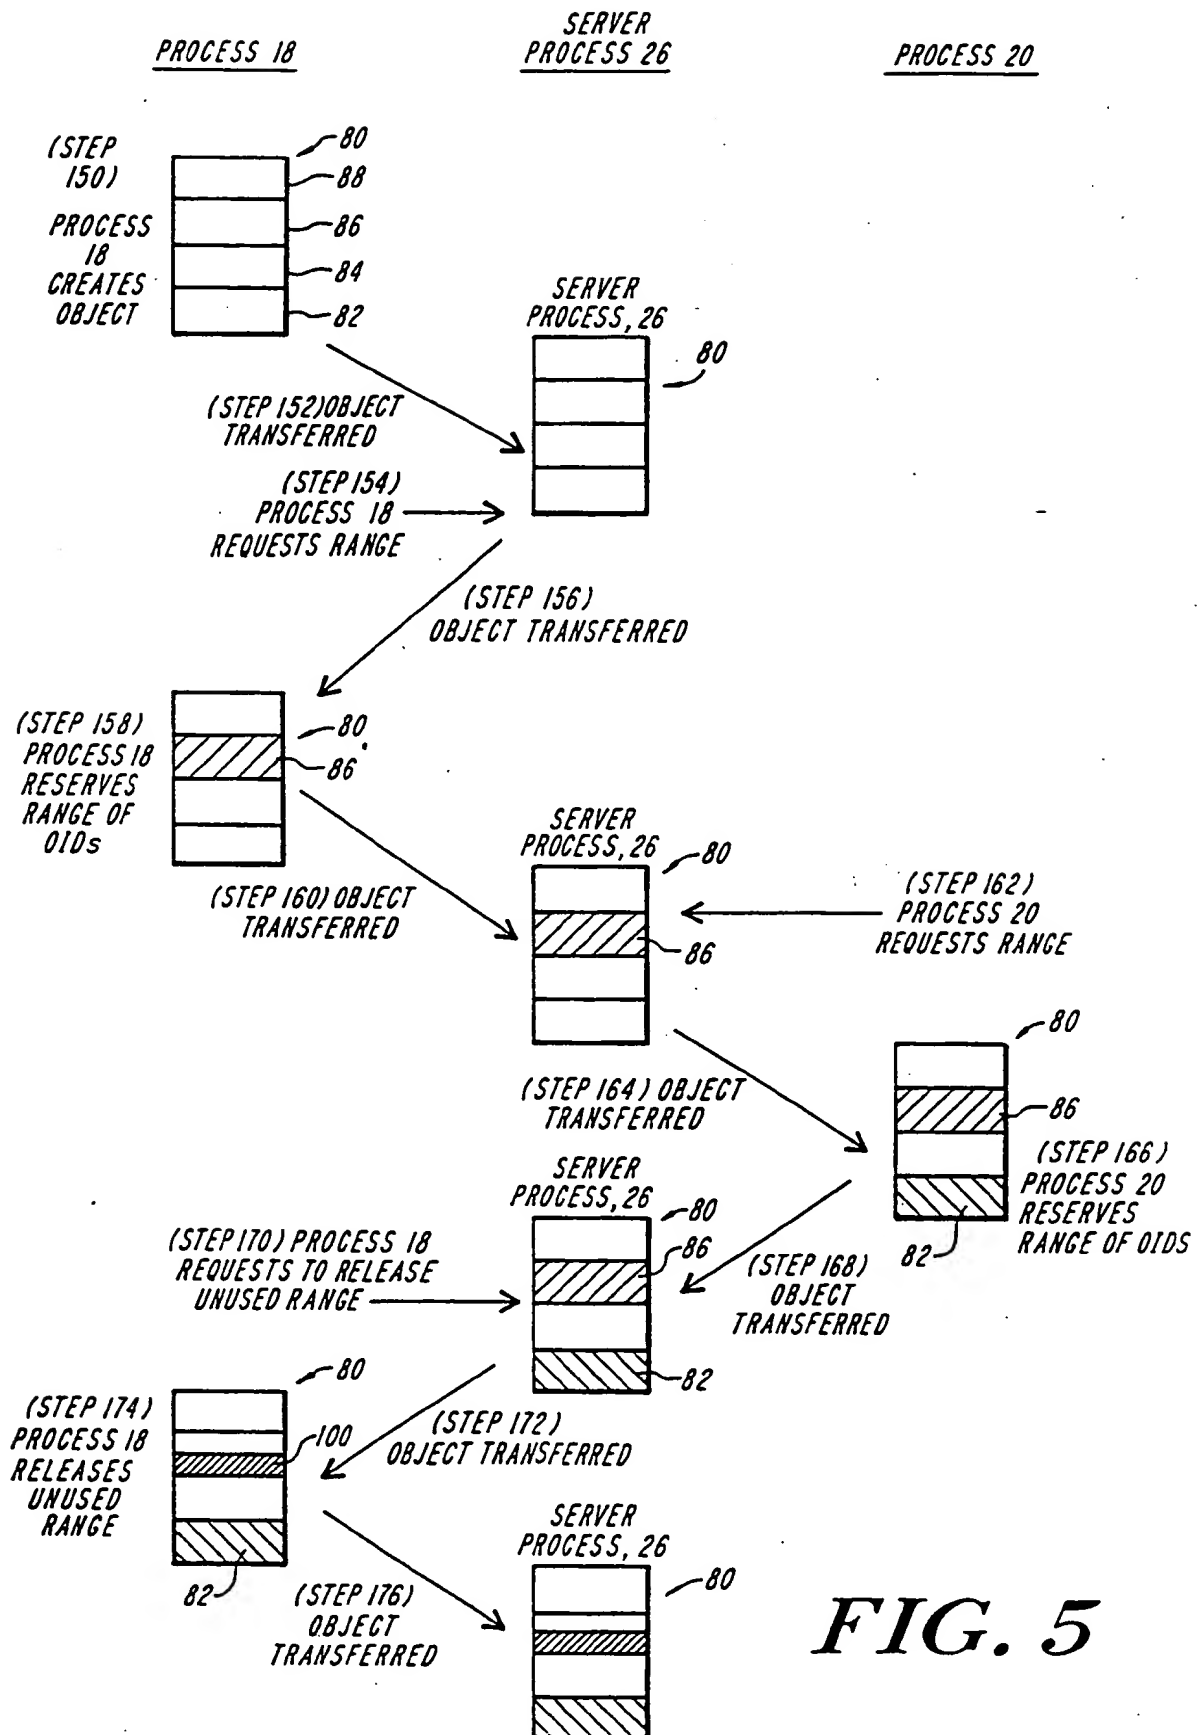 PROCESS 18
SERVER
PROCESS 26
PROCESS 20
(STEP
150)
PROCESS
18
CREATES
OBJECT
80
88
86
84
82
SERVER
PROCESS, 26
80
(STEP 152) OBJECT
TRANSFERRED
(STEP 154)
PROCESS 18
REQUESTS RANGE
(STEP 156)
OBJECT TRANSFERRED
(STEP 158)
PROCESS 18
RESERVES
RANGE OF
OIDs
80
86
(STEP 160) OBJECT
TRANSFERRED
SERVER
PROCESS, 26
80
86
(STEP 162)
PROCESS 20
REQUESTS RANGE
(STEP 164) OBJECT
TRANSFERRED
80
86
82
(STEP 166)
PROCESS 20
RESERVES
RANGE OF OIDS
SERVER
PROCESS, 26
80
86
82
(STEP 168)
OBJECT
TRANSFERRED
(STEP 170) PROCESS 18
REQUESTS TO RELEASE
UNUSED RANGE
(STEP 172)
OBJECT TRANSFERRED
(STEP 174)
PROCESS 18
RELEASES
UNUSED
RANGE
80
100
82
(STEP 176)
OBJECT
TRANSFERRED
SERVER
PROCESS, 26
80
FIG. 5